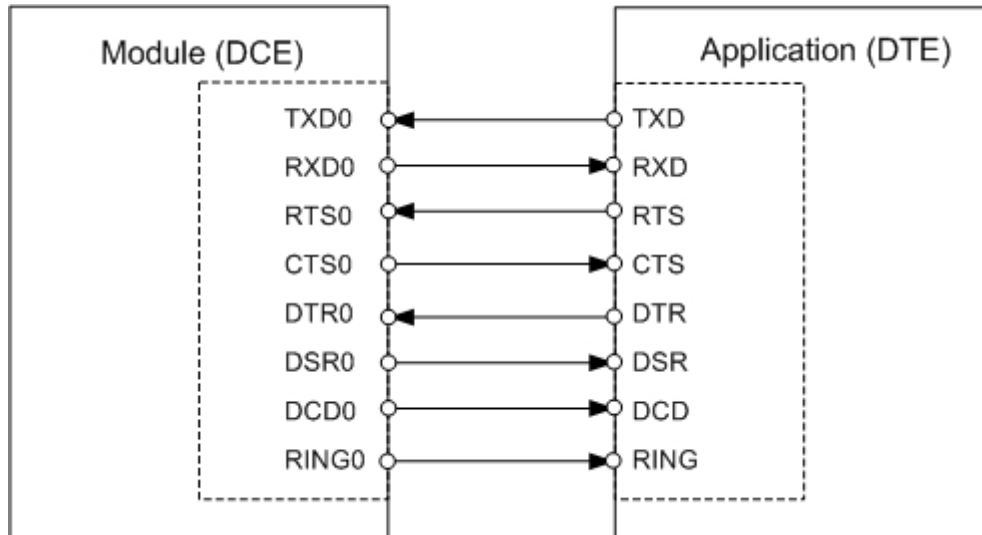 Module (DCE) Application (DTE)
TXD0 TXD
RXD0 RXD
RTS0 RTS
CTS0 CTS
DTR0 DTR
DSR0 DSR
DCD0 DCD
RING0 RING